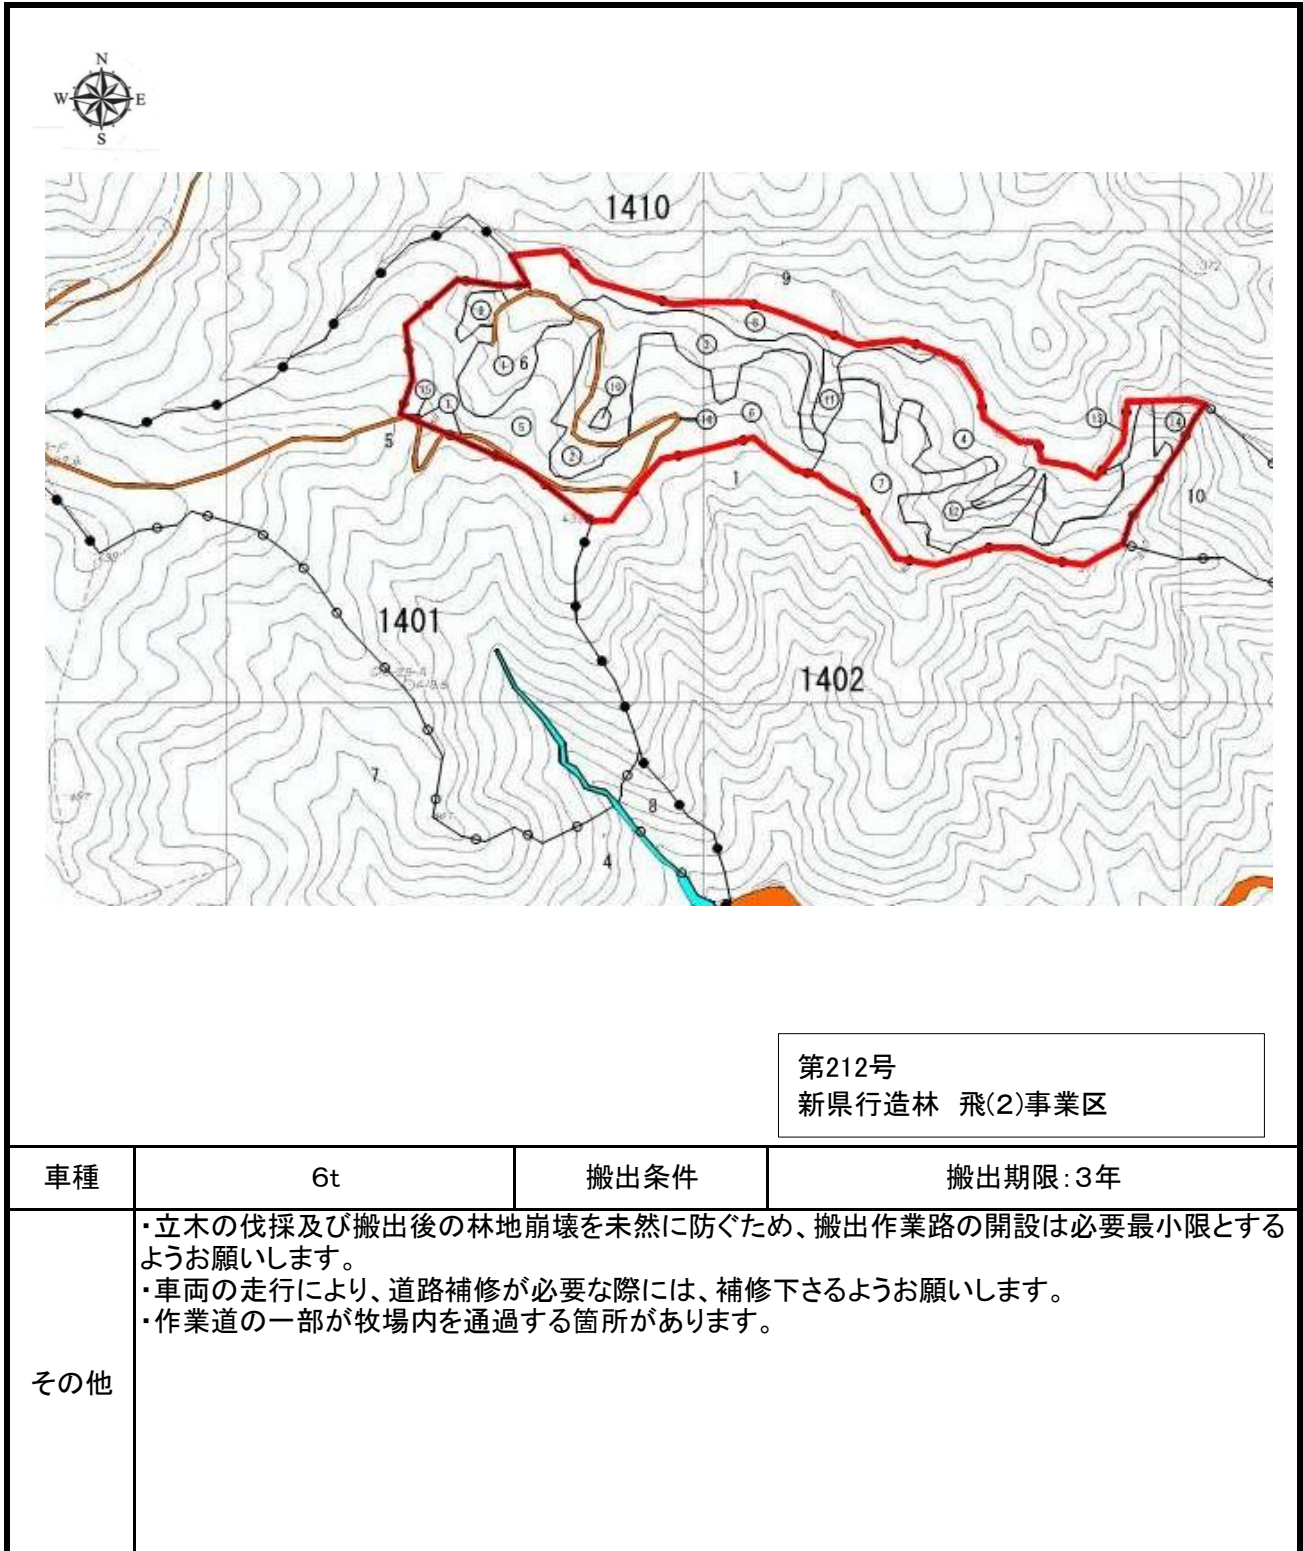 N
W E
S
1410
9
6
5
1
10
1401
1402
7
8
4
第212号
新県行造林 飛(2)事業区
車種 6t 搬出条件 搬出期限：3年
・立木の伐採及び搬出後の林地崩壊を未然に防ぐため、搬出作業路の開設は必要最小限とする
ようお願いします。
・車両の走行により、道路補修が必要な際には、補修下さるようお願いします。
・作業道の一部が牧場内を通過する箇所があります。
その他